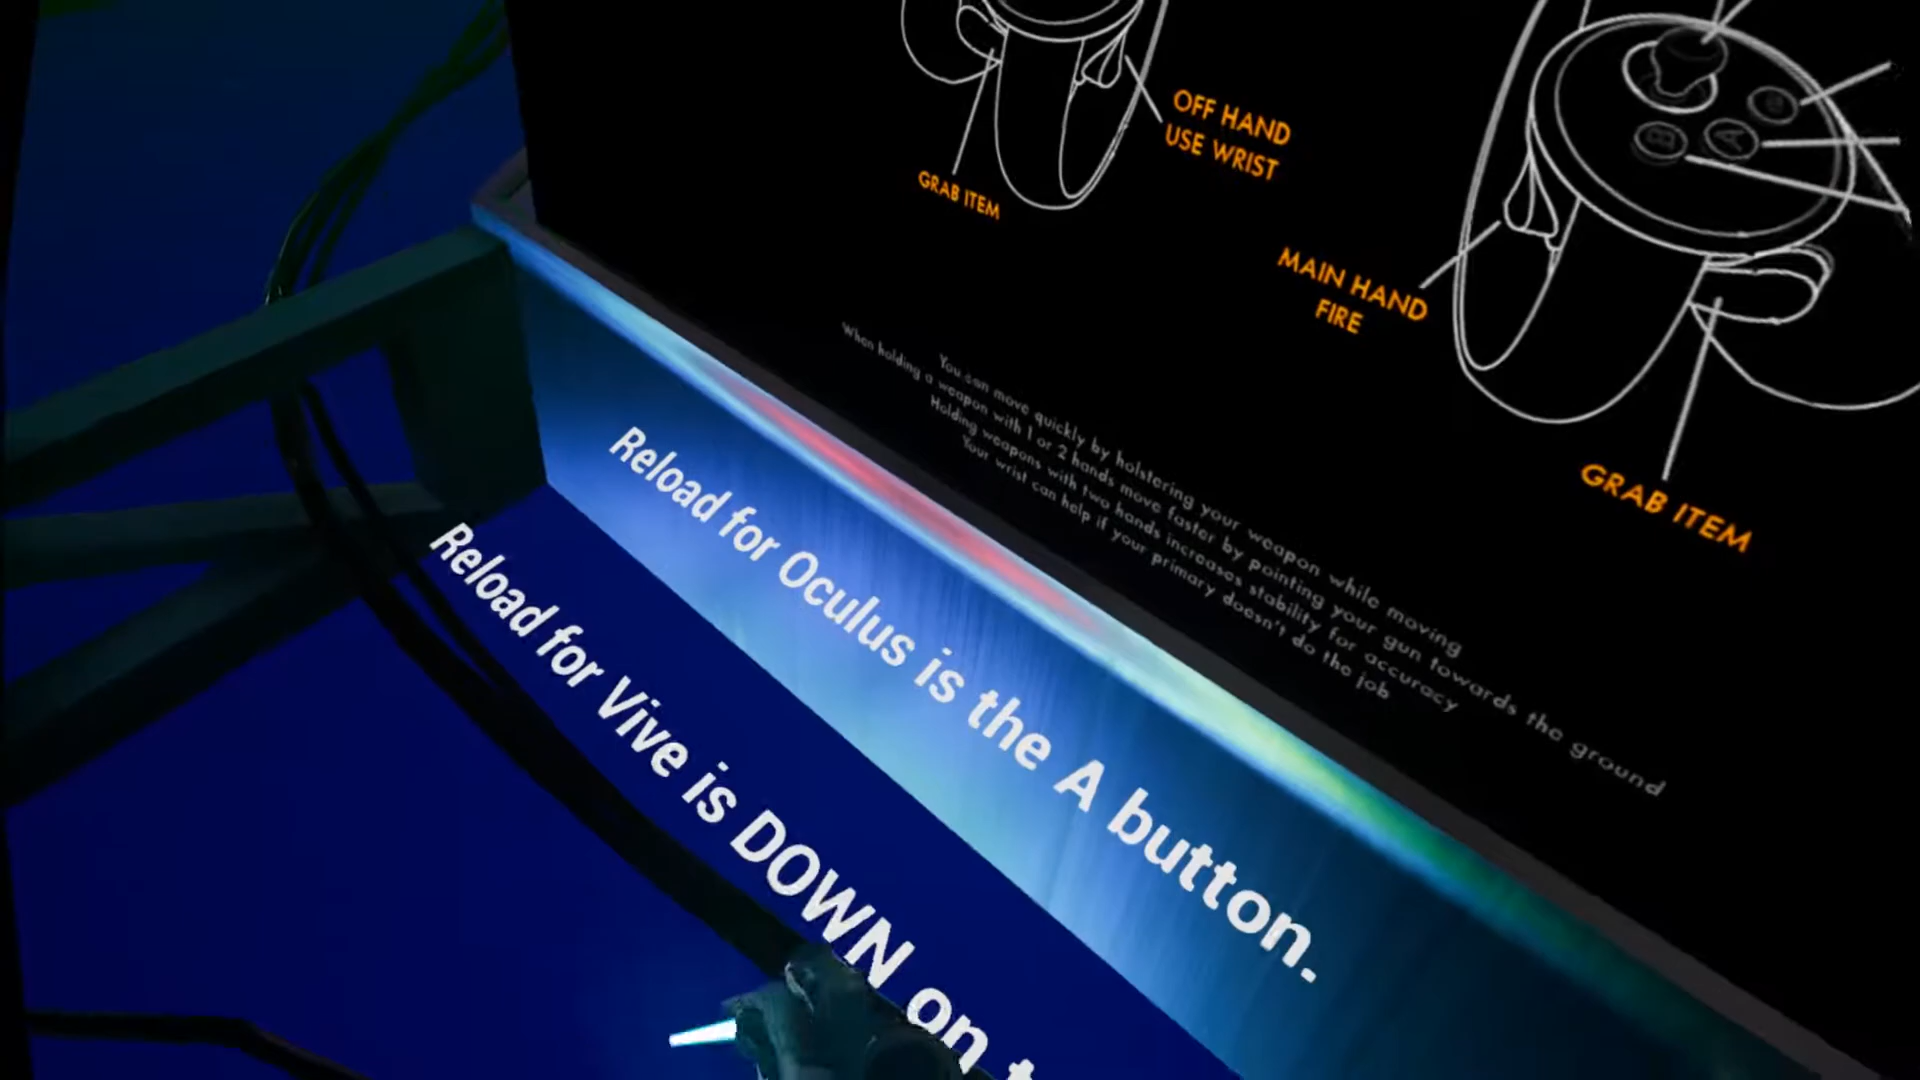 OFF HAND
USE WRIST
GRAB ITEM
B
A
MAIN HAND
FIRE
GRAB ITEM
You can move quickly by holstering your weapon while moving
When holding a weapon with 1 or 2 hands move faster by pointing your gun towards the ground
Holding weapons with two hands increases stability for accuracy
Your wrist can help if your primary doesn't do the job
Reload for Oculus is the A button.
Reload for Vive is DOWN on